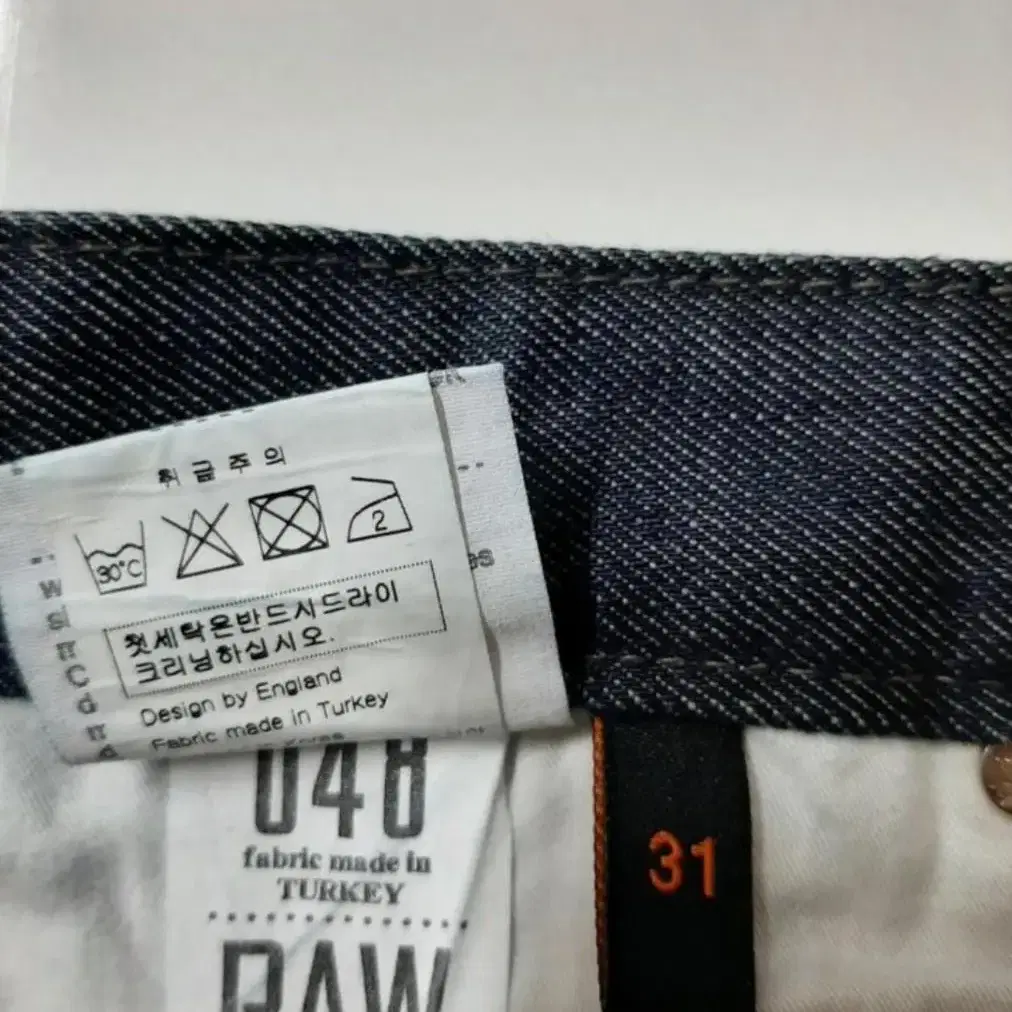 취급주의
30°C
2
첫세탁은반드시드라이
크리닝하십시오.
Design by England
Fabric made in Turkey
048
fabric made in
TURKEY
RAW
31